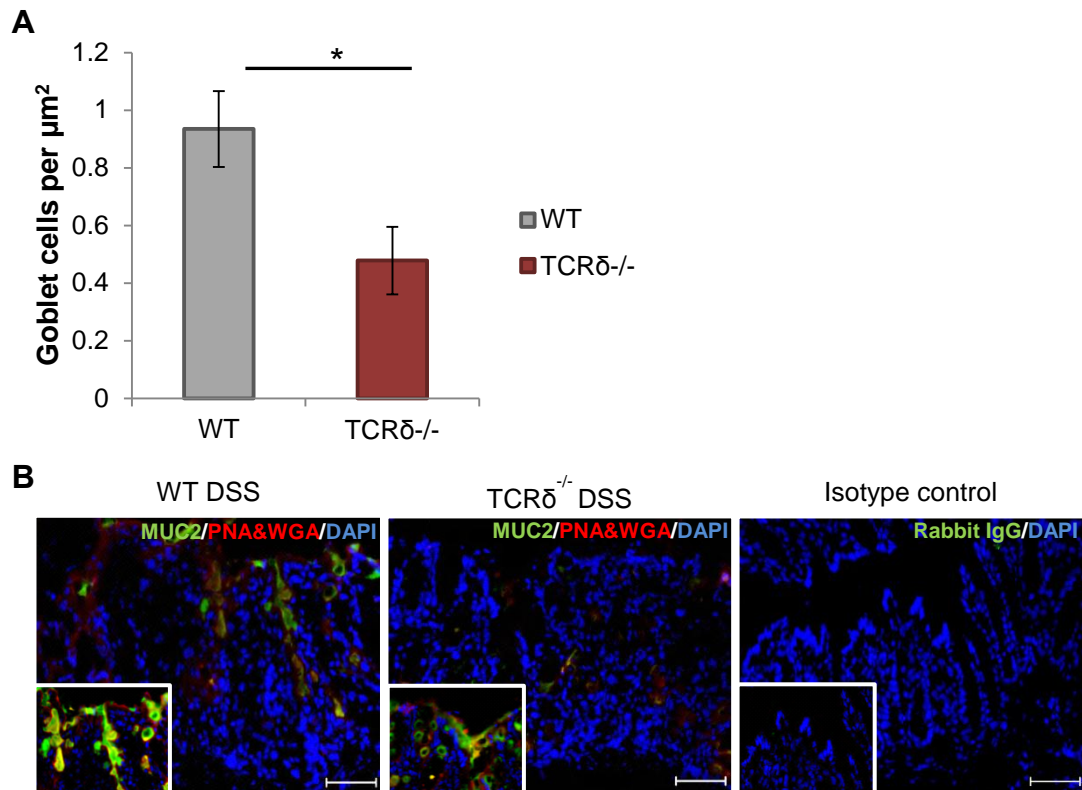 A
1.2
1
0.8
0.6
0.4
0.2
0
Goblet cells per µm²
*
WT
TCRδ-/-
WT
TCRδ-/-
B
WT DSS
TCRδ-/- DSS
Isotype control
MUC2/PNA&WGA/DAPI
MUC2/PNA&WGA/DAPI
Rabbit IgG/DAPI